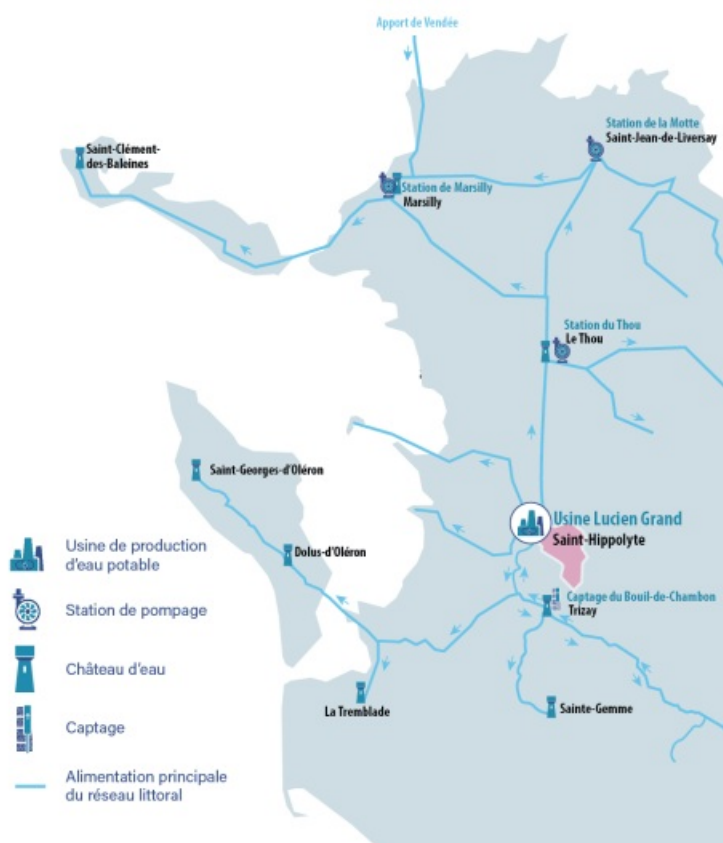 Apport de Vendée
Station de la Motte
Saint-Jean-de-Liversay
Saint-Clément-
des-Baleines
Station de Marsilly
Marsilly
Station du Thou
Le Thou
Saint-Georges-d'Oléron
Usine Lucien Grand
Saint-Hippolyte
Dolus-d'Oléron
Captage du Bouil-de-Chambon
Trizay
La Tremblade
Sainte-Gemme
Usine de production
d'eau potable
Station de pompage
Château d'eau
Captage
Alimentation principale
du réseau littoral